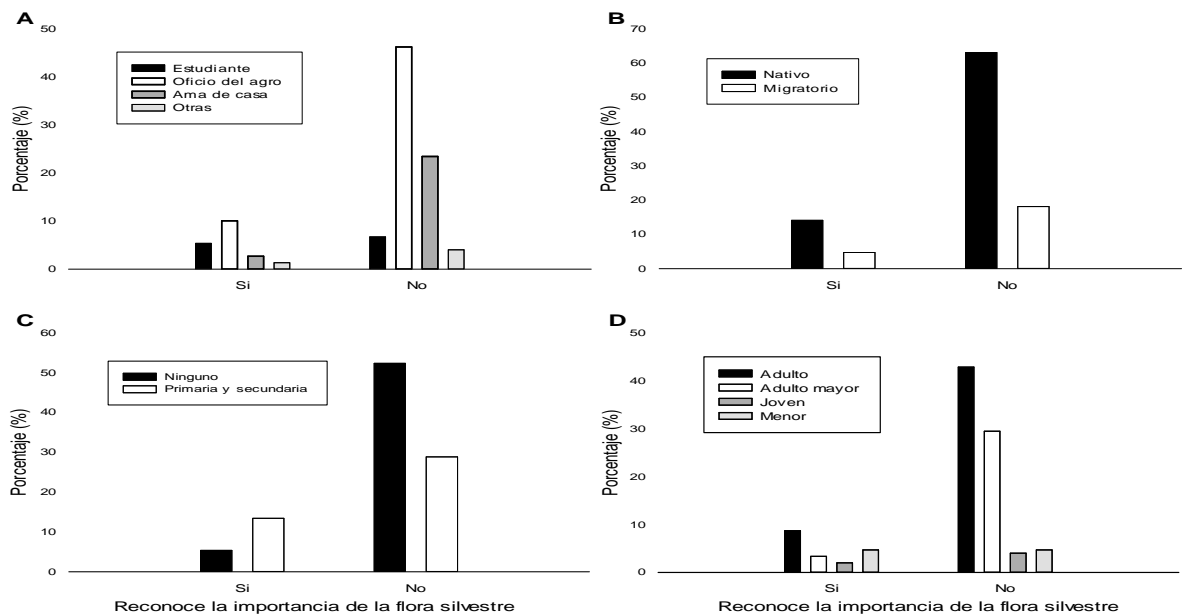 A
50
40
30
20
10
0
Porcentaje (%)
Estudiante
Oficio del agro
Ama de casa
Otras
Si
No
B
70
60
50
40
30
20
10
0
Porcentaje (%)
Nativo
Migratorio
Si
No
C
60
50
40
30
20
10
0
Porcentaje (%)
Ninguno
Primaria y secundaria
Si
No
Reconoce la importancia de la flora silvestre
D
50
40
30
20
10
0
Porcentaje (%)
Adulto
Adulto mayor
Joven
Menor
Si
No
Reconoce la importancia de la flora silvestre